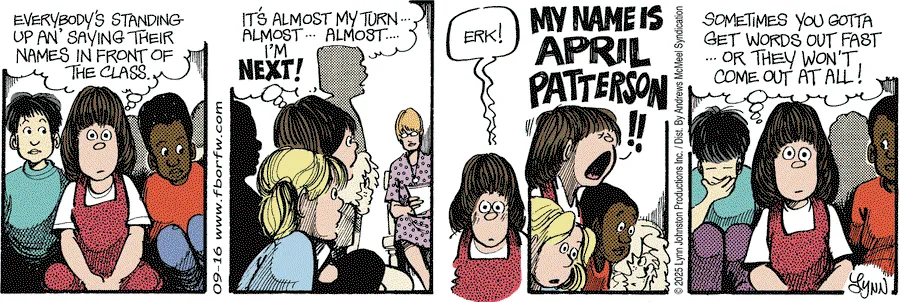 EVERYBODY'S STANDING
UP AN' SAYING THEIR
NAMES IN FRONT OF
THE CLASS.
09-16 www.fborfw.com
IT'S ALMOST MY TURN...
ALMOST... ALMOST....
I'M
NEXT!
ERK!
MY NAME IS
APRIL
PATTERSON
!!
© 2025 Lynn Johnston Productions Inc. / Dist. By Andrews McMeel Syndication
SOMETIMES YOU GOTTA
GET WORDS OUT FAST
... OR THEY WON'T
COME OUT AT ALL!
Lynn